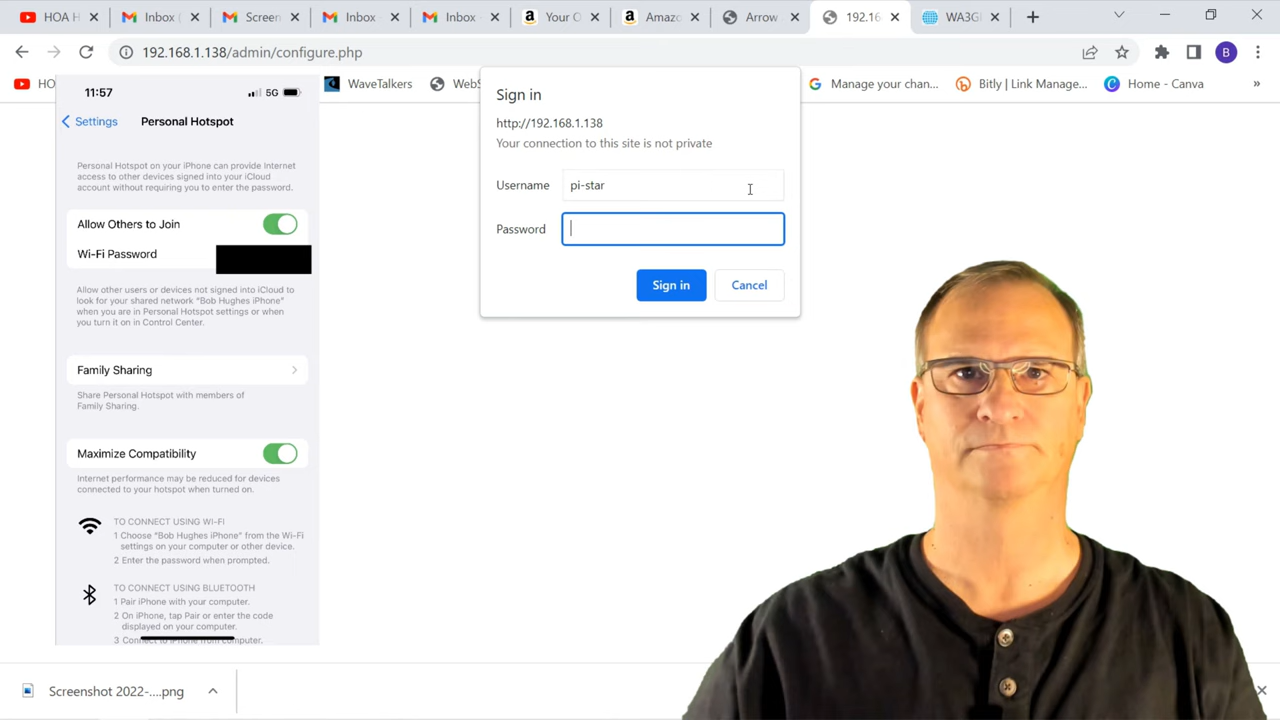 HOA H
Inbox (
Screen
Inbox -
Inbox -
Your O
Amazo
Arrow
192.16
WA3G
192.168.1.138/admin/configure.php
B
HO
WaveTalkers
WebS
Manage your chan...
Bitly | Link Manage...
Home - Canva
»
11:57
5G
Settings
Personal Hotspot
Personal Hotspot on your iPhone can provide Internet
access to other devices signed into your iCloud
account without requiring you to enter the password.
Allow Others to Join
Wi-Fi Password
Allow other users or devices not signed into iCloud to
look for your shared network “Bob Hughes iPhone”
when you are in Personal Hotspot settings or when
you turn it on in Control Center.
Family Sharing
Share Personal Hotspot with members of
Family Sharing.
Maximize Compatibility
Internet performance may be reduced for devices
connected to your hotspot when turned on.
TO CONNECT USING WI-FI
1 Choose “Bob Hughes iPhone” from the Wi-Fi
settings on your computer or other device.
2 Enter the password when prompted.
TO CONNECT USING BLUETOOTH
1 Pair iPhone with your computer.
2 On iPhone, tap Pair or enter the code
displayed on your computer.
3 Connect to iPhone from computer.
Sign in
http://192.168.1.138
Your connection to this site is not private
Username
pi-star
Password
Sign in
Cancel
Screenshot 2022-....png